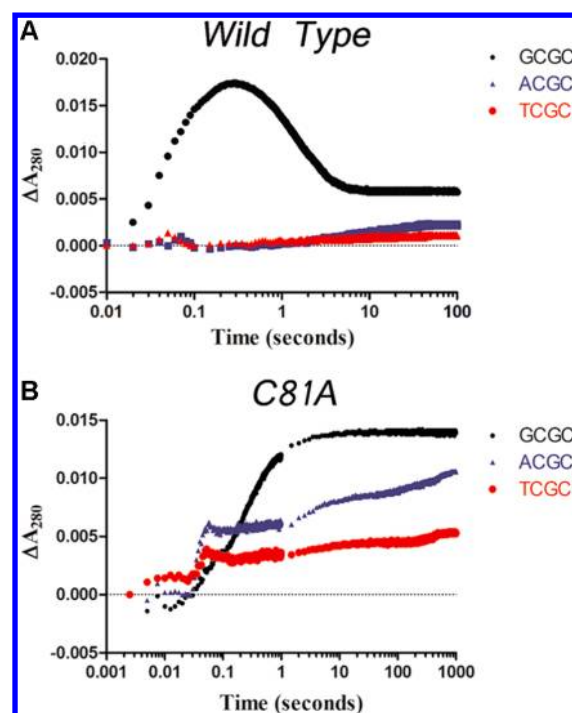 A
Wild Type
GCGC
ACGC
TCGC
0.020
0.015
0.010
0.005
0.000
-0.005
ΔA280
0.01
0.1
1
10
100
Time (seconds)
B
C81A
GCGC
ACGC
TCGC
0.015
0.010
0.005
0.000
-0.005
ΔA280
0.001
0.01
0.1
1
10
100
1000
Time (seconds)